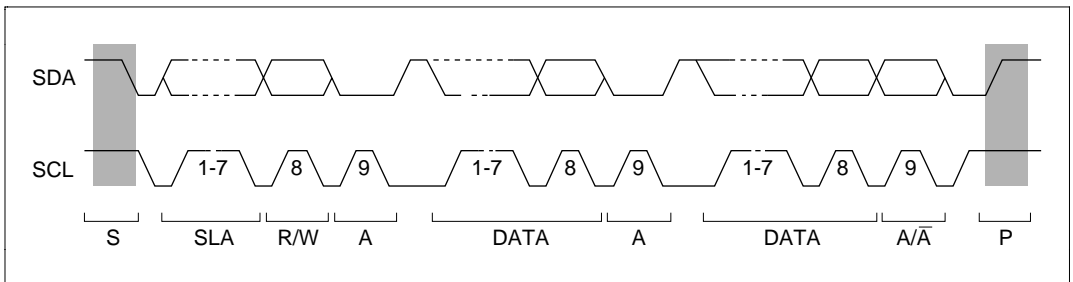 SDA
SCL 1-7 8 9 1-7 8 9 1-7 8 9
S SLA R/W A DATA A DATA A/A̅ P